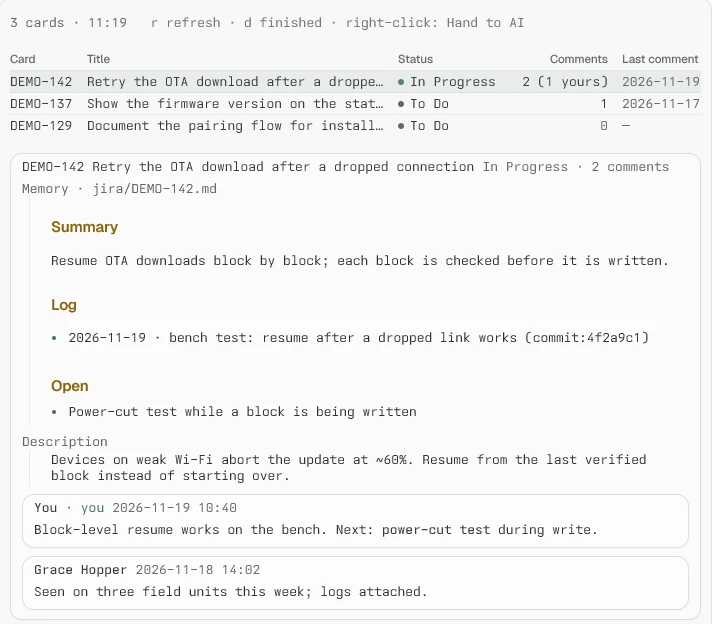 3 cards · 11:19   r refresh · d finished · right-click: Hand to AI
Card Title Status Comments Last comment
DEMO-142 Retry the OTA download after a droppe… • In Progress 2 (1 yours) 2026-11-19
DEMO-137 Show the firmware version on the stat… • To Do 1 2026-11-17
DEMO-129 Document the pairing flow for install… • To Do 0 —
DEMO-142 Retry the OTA download after a dropped connection In Progress · 2 comments
Memory · jira/DEMO-142.md
Summary
Resume OTA downloads block by block; each block is checked before it is written.
Log
• 2026-11-19 · bench test: resume after a dropped link works (commit:4f2a9c1)
Open
• Power-cut test while a block is being written
Description
Devices on weak Wi-Fi abort the update at ~60%. Resume from the last verified
block instead of starting over.
You · you 2026-11-19 10:40
Block-level resume works on the bench. Next: power-cut test during write.
Grace Hopper 2026-11-18 14:02
Seen on three field units this week; logs attached.